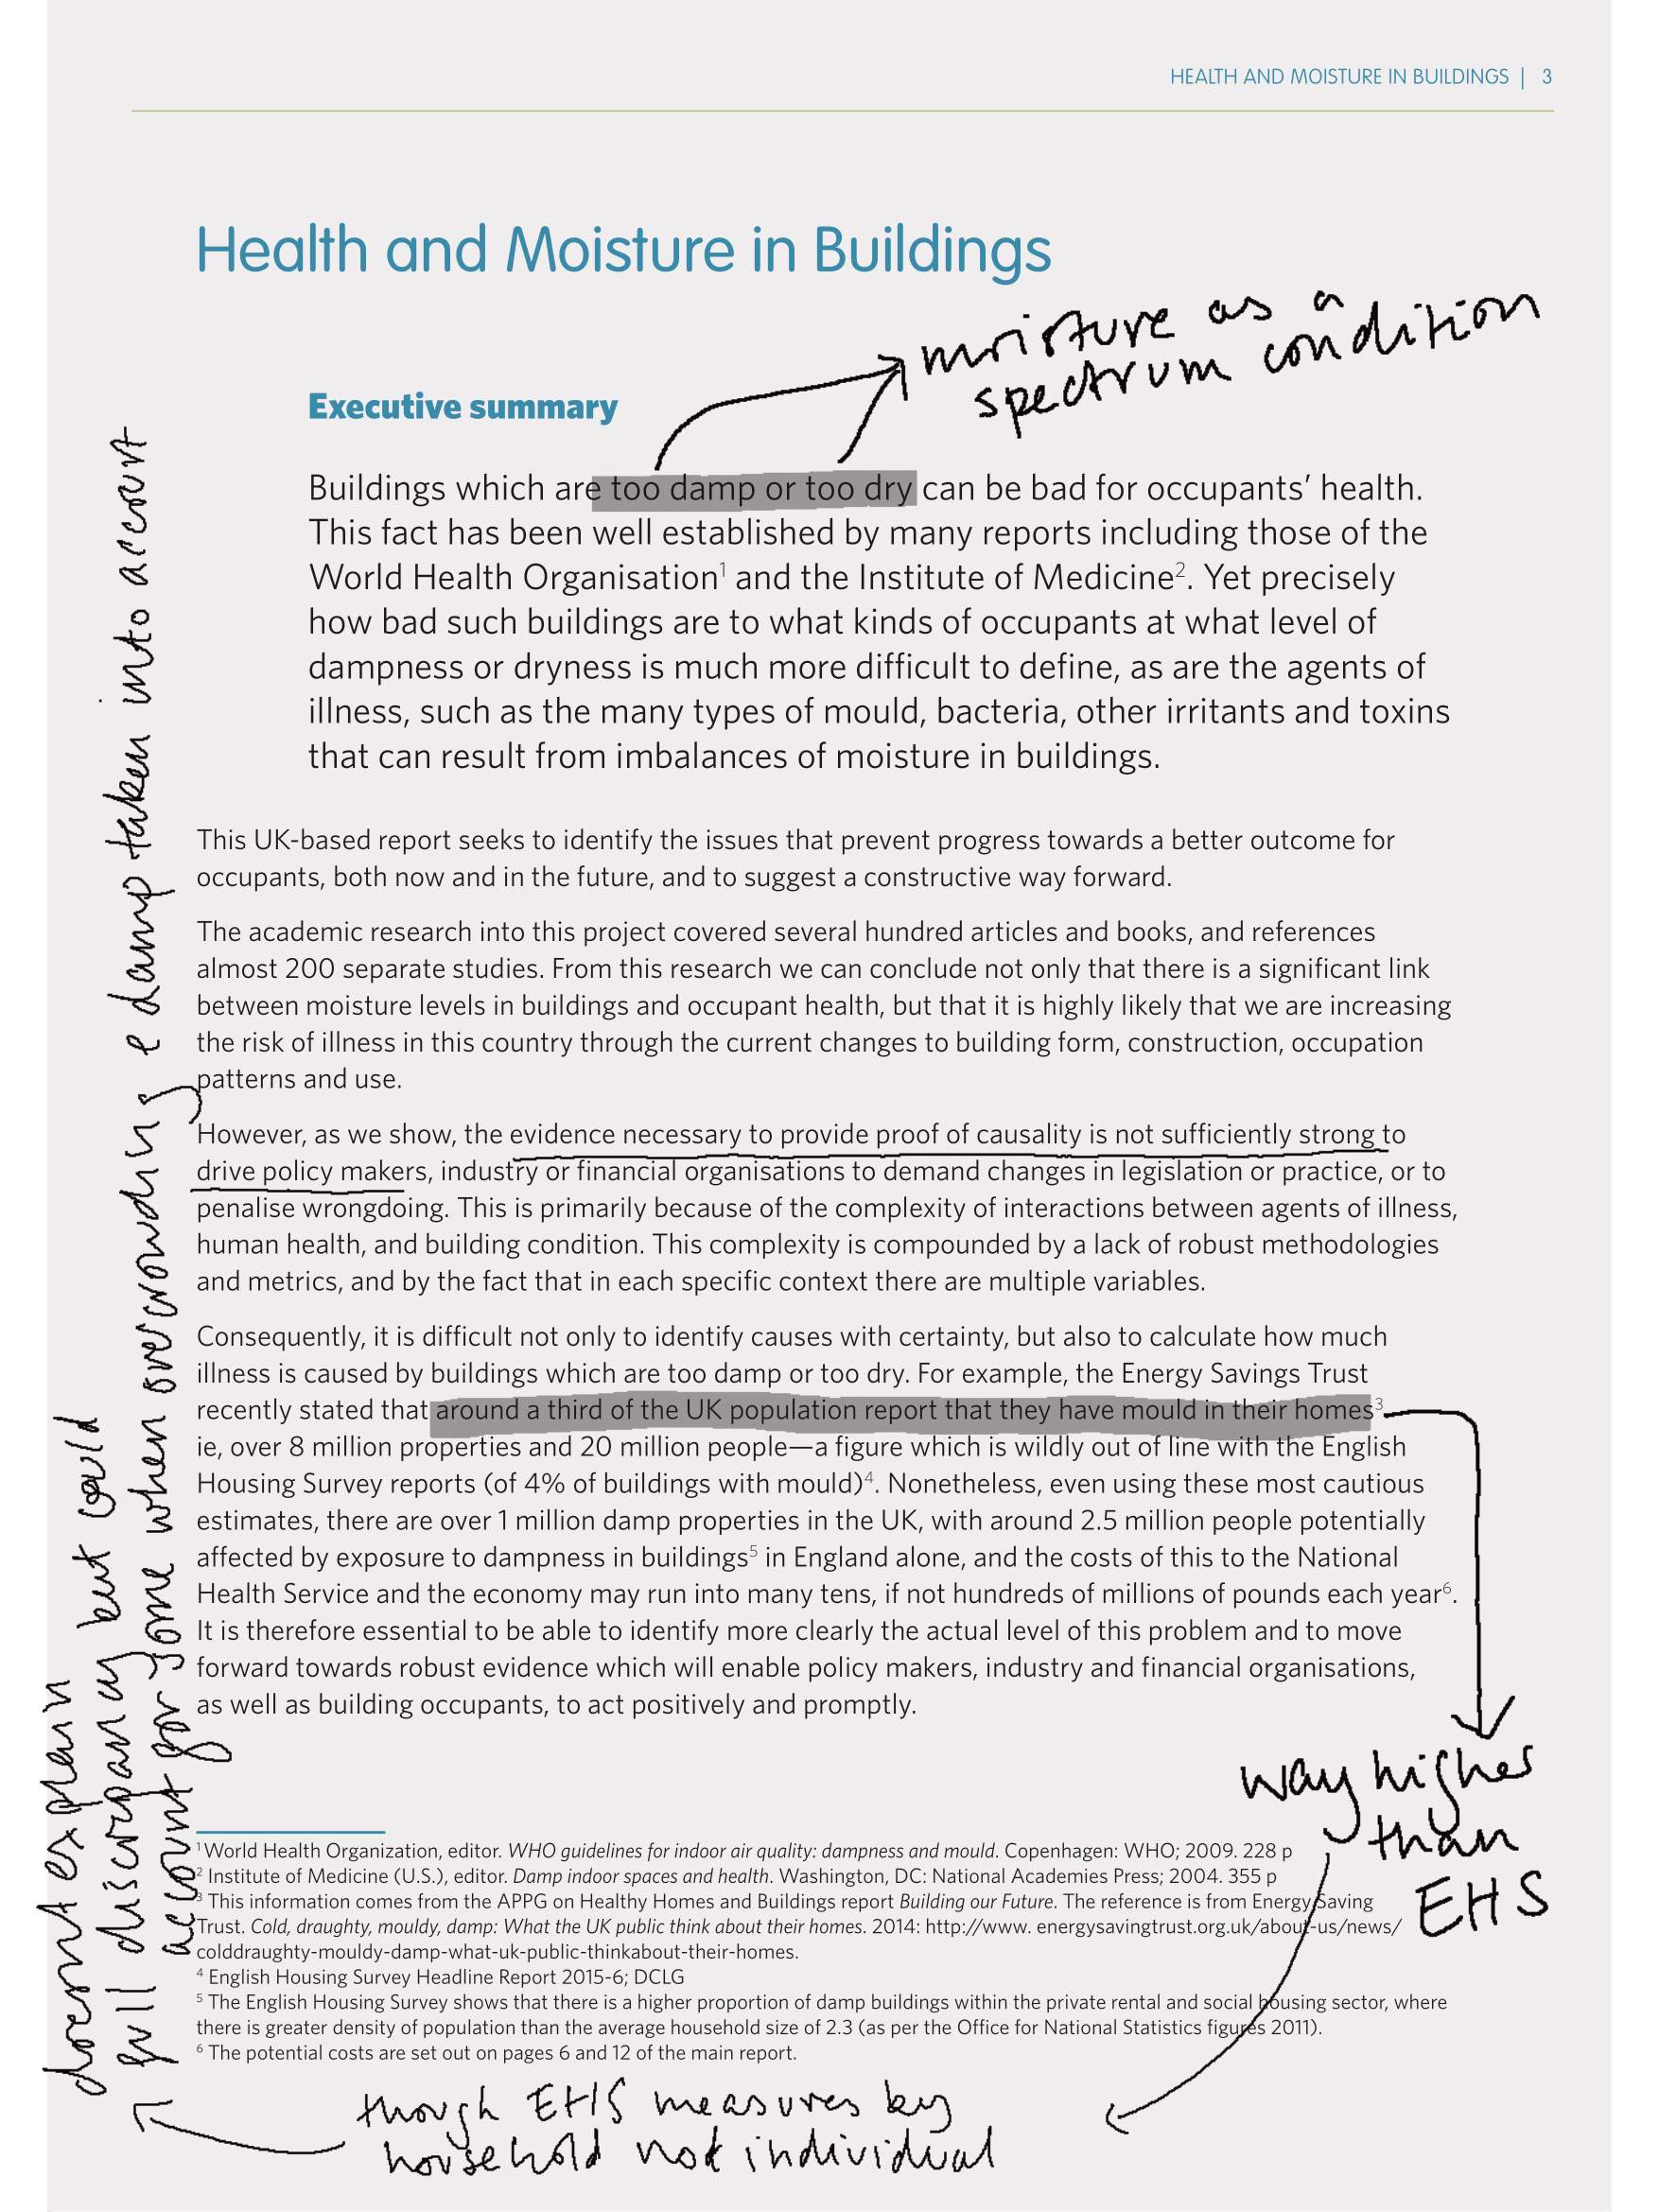 HEALTH AND MOISTURE IN BUILDINGS | 3
Health and Moisture in Buildings
moisture as a
spectrum condition
Executive summary
Buildings which are too damp or too dry can be bad for occupants’ health.
This fact has been well established by many reports including those of the
World Health Organisation¹ and the Institute of Medicine². Yet precisely
how bad such buildings are to what kinds of occupants at what level of
dampness or dryness is much more difficult to define, as are the agents of
illness, such as the many types of mould, bacteria, other irritants and toxins
that can result from imbalances of moisture in buildings.
This UK-based report seeks to identify the issues that prevent progress towards a better outcome for
occupants, both now and in the future, and to suggest a constructive way forward.
The academic research into this project covered several hundred articles and books, and references
almost 200 separate studies. From this research we can conclude not only that there is a significant link
between moisture levels in buildings and occupant health, but that it is highly likely that we are increasing
the risk of illness in this country through the current changes to building form, construction, occupation
patterns and use.
However, as we show, the evidence necessary to provide proof of causality is not sufficiently strong to
drive policy makers, industry or financial organisations to demand changes in legislation or practice, or to
penalise wrongdoing. This is primarily because of the complexity of interactions between agents of illness,
human health, and building condition. This complexity is compounded by a lack of robust methodologies
and metrics, and by the fact that in each specific context there are multiple variables.
Consequently, it is difficult not only to identify causes with certainty, but also to calculate how much
illness is caused by buildings which are too damp or too dry. For example, the Energy Savings Trust
recently stated that around a third of the UK population report that they have mould in their homes³
ie, over 8 million properties and 20 million people—a figure which is wildly out of line with the English
Housing Survey reports (of 4% of buildings with mould)⁴. Nonetheless, even using these most cautious
estimates, there are over 1 million damp properties in the UK, with around 2.5 million people potentially
affected by exposure to dampness in buildings⁵ in England alone, and the costs of this to the National
Health Service and the economy may run into many tens, if not hundreds of millions of pounds each year⁶.
It is therefore essential to be able to identify more clearly the actual level of this problem and to move
forward towards robust evidence which will enable policy makers, industry and financial organisations,
as well as building occupants, to act positively and promptly.
way higher
than
EHS
¹ World Health Organization, editor. WHO guidelines for indoor air quality: dampness and mould. Copenhagen: WHO; 2009. 228 p
² Institute of Medicine (U.S.), editor. Damp indoor spaces and health. Washington, DC: National Academies Press; 2004. 355 p
³ This information comes from the APPG on Healthy Homes and Buildings report Building our Future. The reference is from Energy Saving
Trust. Cold, draughty, mouldy, damp: What the UK public think about their homes. 2014: http://www. energysavingtrust.org.uk/about-us/news/
colddraughty-mouldy-damp-what-uk-public-thinkabout-their-homes.
⁴ English Housing Survey Headline Report 2015-6; DCLG
⁵ The English Housing Survey shows that there is a higher proportion of damp buildings within the private rental and social housing sector, where
there is greater density of population than the average household size of 2.3 (as per the Office for National Statistics figures 2011).
⁶ The potential costs are set out on pages 6 and 12 of the main report.
though EHS measures by
household not individual
doesnt explain
full discrepancy but could
account for some when overcrowding & damp taken into account